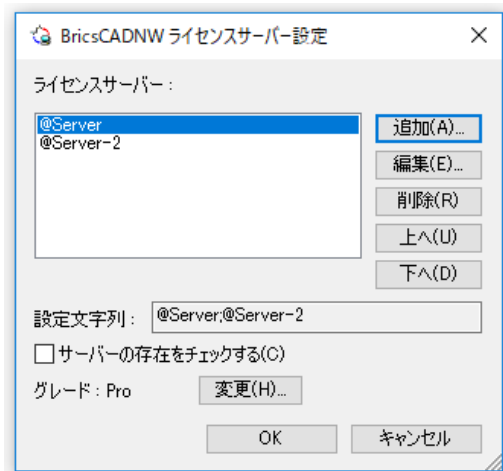 BricsCADNW ライセンスサーバー設定
ライセンスサーバー :
@Server
@Server-2
追加(A)...
編集(E)...
削除(R)
上へ(U)
下へ(D)
設定文字列 : @Server;@Server-2
サーバーの存在をチェックする(C)
グレード : Pro 変更(H)...
OK キャンセル